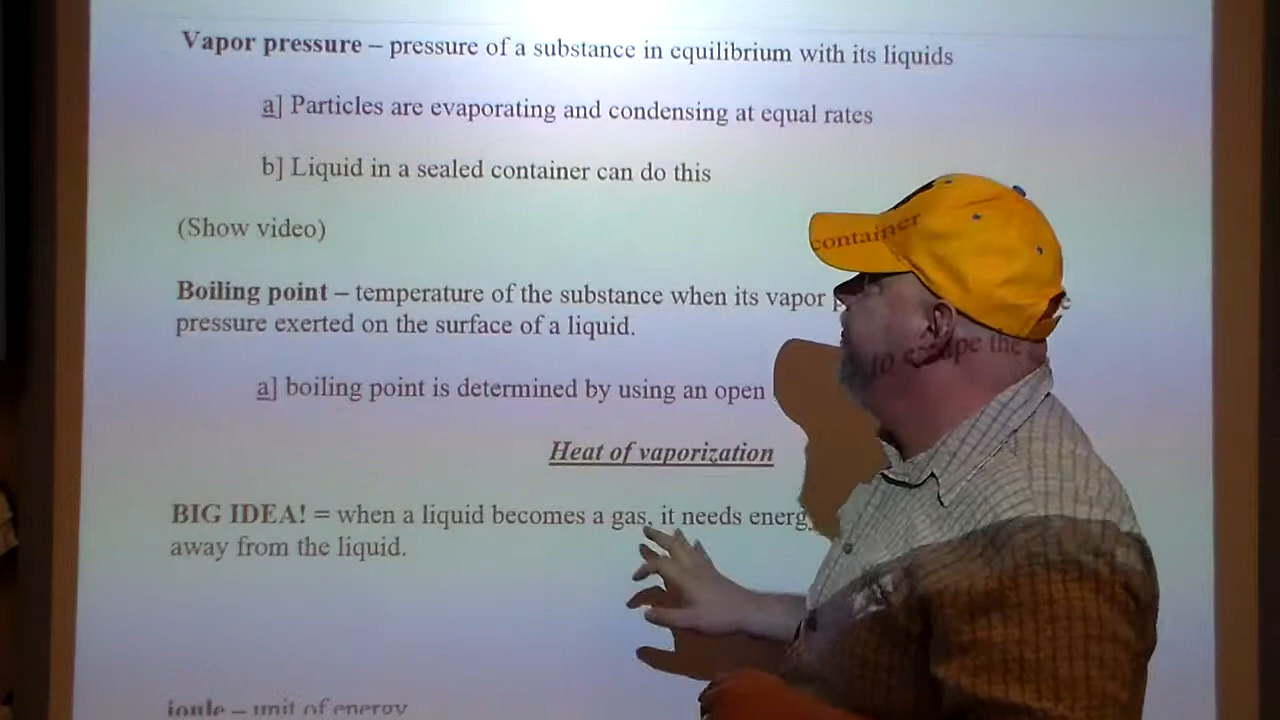 Vapor pressure – pressure of a substance in equilibrium with its liquids
a] Particles are evaporating and condensing at equal rates
b] Liquid in a sealed container can do this
(Show video)
Boiling point – temperature of the substance when its vapor
pressure exerted on the surface of a liquid.
a] boiling point is determined by using an open container
Heat of vaporization
BIG IDEA! = when a liquid becomes a gas, it needs energ to escape the
away from the liquid.
joule – unit of energy